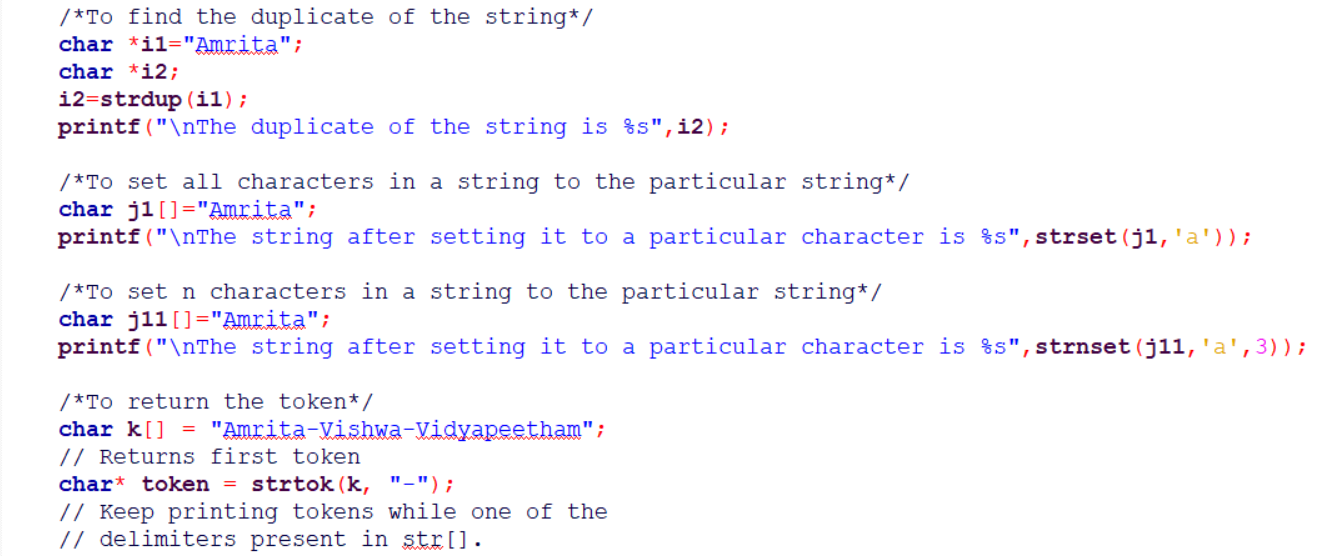 /*To find the duplicate of the string*/
char *i1="Amrita";
char *i2;
i2=strdup(i1);
printf("\nThe duplicate of the string is %s",i2);
/*To set all characters in a string to the particular string*/
char j1[]="Amrita";
printf("\nThe string after setting it to a particular character is %s",strset(j1,'a'));
/*To set n characters in a string to the particular string*/
char j11[]="Amrita";
printf("\nThe string after setting it to a particular character is %s",strnset(j11,'a',3));
/*To return the token*/
char k[] = "Amrita-Vishwa-Vidyapeetham";
// Returns first token
char* token = strtok(k, "-");
// Keep printing tokens while one of the
// delimiters present in str[].